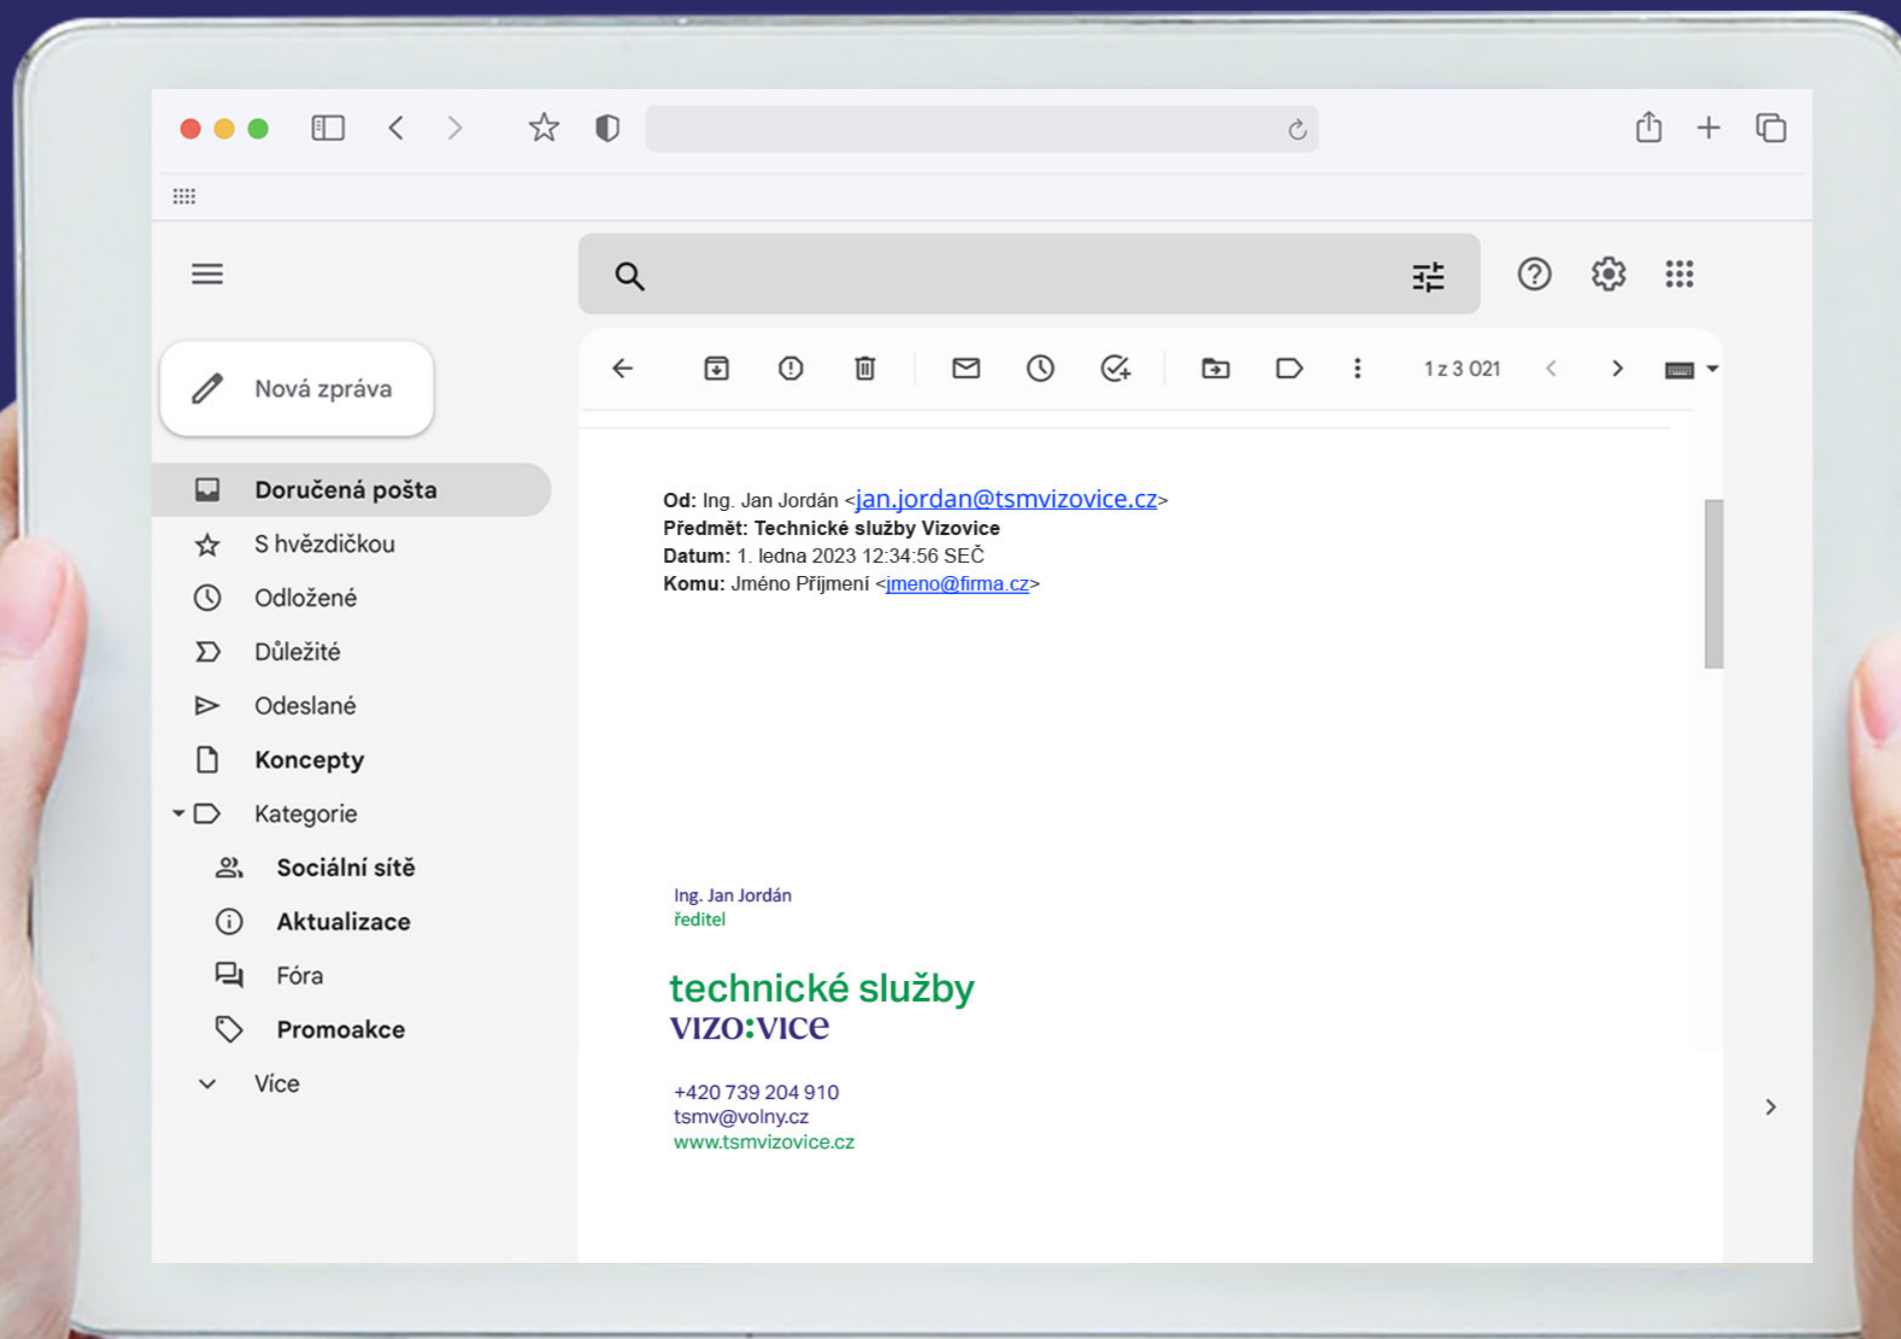 Nová zpráva
1 z 3 021
Doručená pošta
S hvězdičkou
Odložené
Důležité
Odeslané
Koncepty
Kategorie
Sociální sítě
Aktualizace
Fóra
Promoakce
Více
Od: Ing. Jan Jordán <jan.jordan@tsmvizovice.cz>
Předmět: Technické služby Vizovice
Datum: 1. ledna 2023 12:34:56 SEČ
Komu: Jméno Příjmení <jmeno@firma.cz>
Ing. Jan Jordán
ředitel
technické služby
vizo:vice
+420 739 204 910
tsmv@volny.cz
www.tsmvizovice.cz